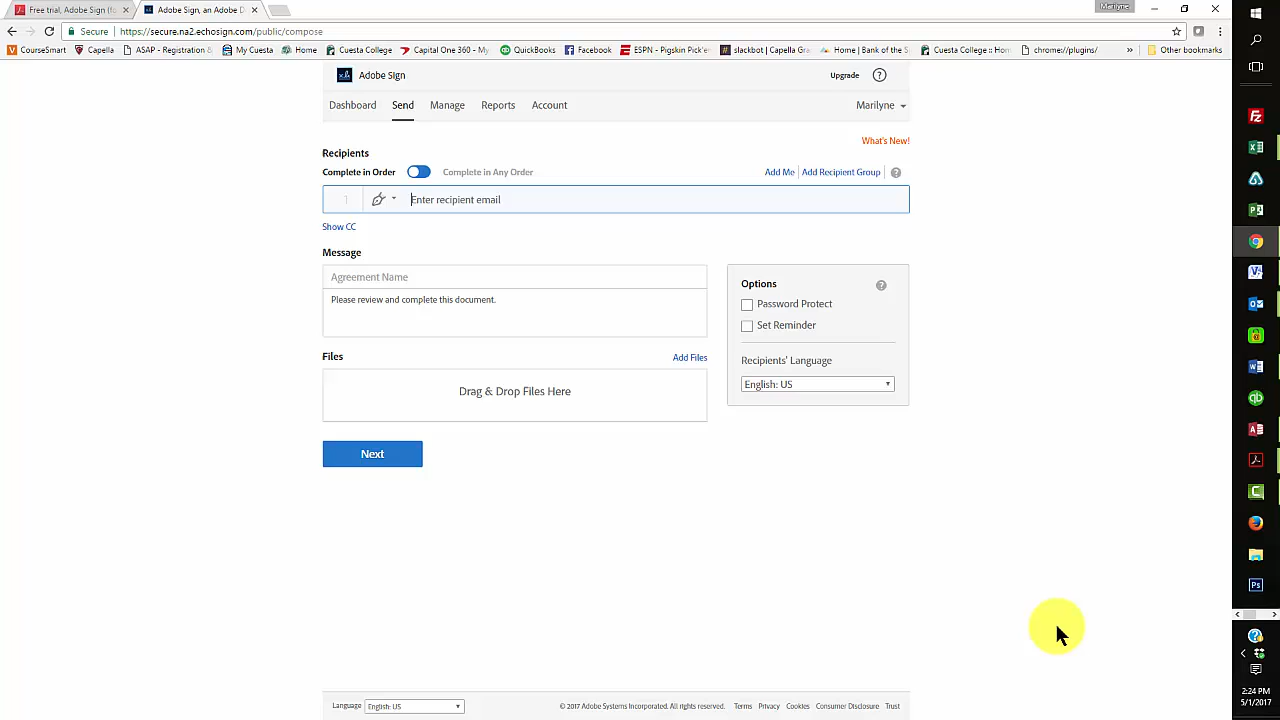 Free trial, Adobe Sign (fo
Adobe Sign, an Adobe D
Marilyne
Secure
https://secure.na2.echosign.com/public/compose
CourseSmart
Capella
ASAP - Registration &
My Cuesta
Home
Cuesta College
Capital One 360 - My
QuickBooks
Facebook
ESPN - Pigskin Pick'e
slackbot | Capella Gra
Home | Bank of the S
Cuesta College :: Hom
chrome://plugins/
Other bookmarks
Adobe Sign
Upgrade
Dashboard
Send
Manage
Reports
Account
Marilyne
What's New!
Recipients
Complete in Order
Complete in Any Order
Add Me
Add Recipient Group
1
Enter recipient email
Show CC
Message
Agreement Name
Please review and complete this document.
Options
Password Protect
Set Reminder
Recipients' Language
English: US
Files
Add Files
Drag & Drop Files Here
Next
Language
English: US
© 2017 Adobe Systems Incorporated. All rights reserved.
Terms
Privacy
Cookies
Consumer Disclosure
Trust
2:24 PM
5/1/2017